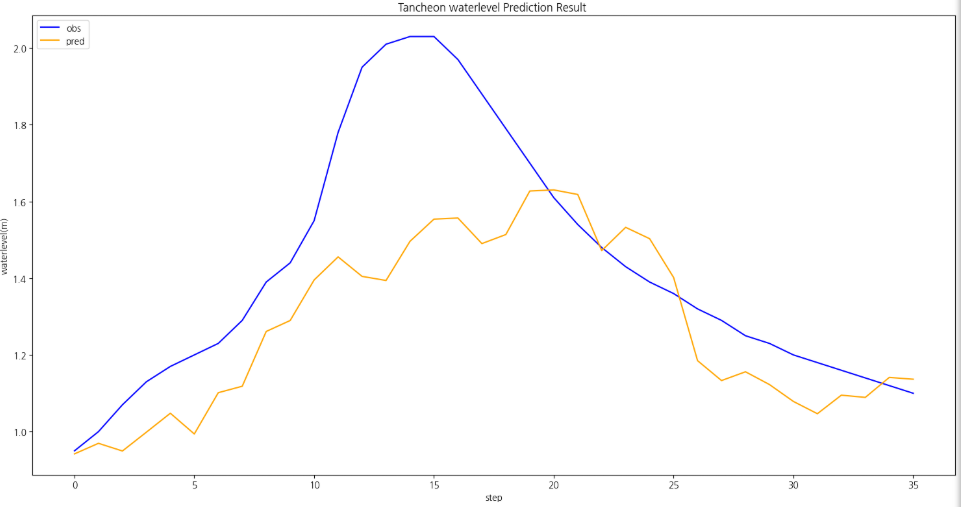 Tancheon waterlevel Prediction Result
obs
pred
2.0
1.8
1.6
1.4
1.2
1.0
waterlevel(m)
0 5 10 15 20 25 30 35
step